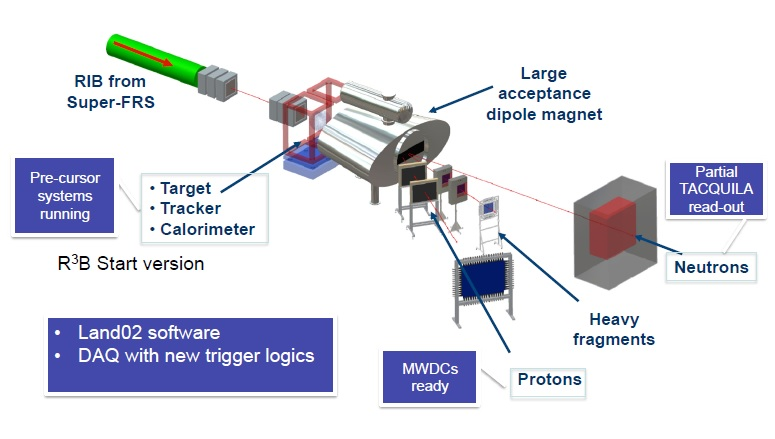 RIB from
Super-FRS
Large
acceptance
dipole magnet
Pre-cursor
systems
running
• Target
• Tracker
• Calorimeter
Partial
TACQUILA
read-out
Neutrons
R³B Start version
• Land02 software
• DAQ with new trigger logics
Heavy
fragments
MWDCs
ready
Protons